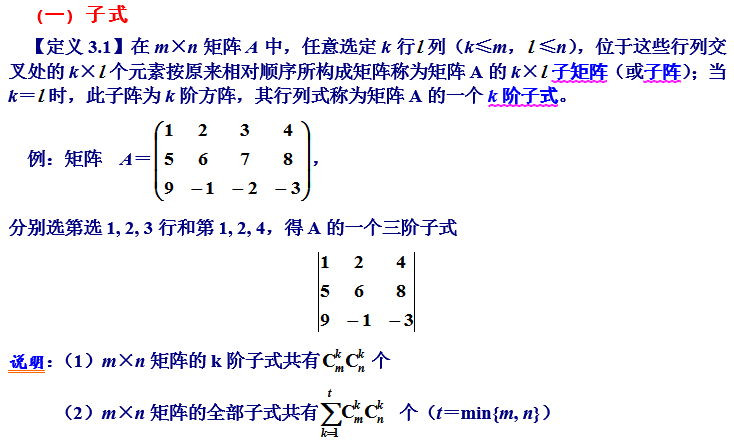 (一) 子式
【定义 3.1】在 m×n 矩阵 A 中，任意选定 k 行 l 列（k≤m，l≤n），位于这些行列交
叉处的 k×l 个元素按原来相对顺序所构成矩阵称为矩阵 A 的 k×l 子矩阵（或子阵）；当
k＝l 时，此子阵为 k 阶方阵，其行列式称为矩阵 A 的一个 k 阶子式。
1 2 3 4
例：矩阵 A＝ 5 6 7 8 ，
9 －1 －2 －3
分别选第选 1, 2, 3 行和第 1, 2, 4，得 A 的一个三阶子式
1 2 4
5 6 8
9 －1 －3
说明：（1）m×n 矩阵的 k 阶子式共有 C_m^k C_n^k 个
（2）m×n 矩阵的全部子式共有 ∑_{k=1}^{t} C_m^k C_n^k 个（t＝min{m, n}）